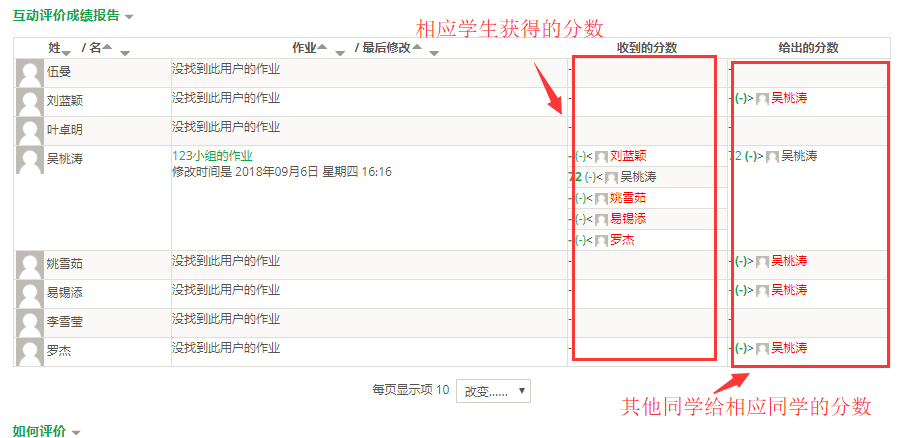 互动评价成绩报告
相应学生获得的分数
姓 / 名 作业 / 最后修改 收到的分数 给出的分数
伍曼 没找到此用户的作业 - -
刘蓝颖 没找到此用户的作业 - - (-)> 吴桃涛
叶卓明 没找到此用户的作业 - -
吴桃涛 123小组的作业 - (-)< 刘蓝颖 72 (-)> 吴桃涛
修改时间是 2018年09月6日 星期四 16:16
72 (-)< 吴桃涛
- (-)< 姚雪茹
- (-)< 易锡添
- (-)< 罗杰
姚雪茹 没找到此用户的作业 - - (-)> 吴桃涛
易锡添 没找到此用户的作业 - - (-)> 吴桃涛
李雪莹 没找到此用户的作业 - -
罗杰 没找到此用户的作业 - - (-)> 吴桃涛
每页显示项 10 改变......
其他同学给相应同学的分数
如何评价